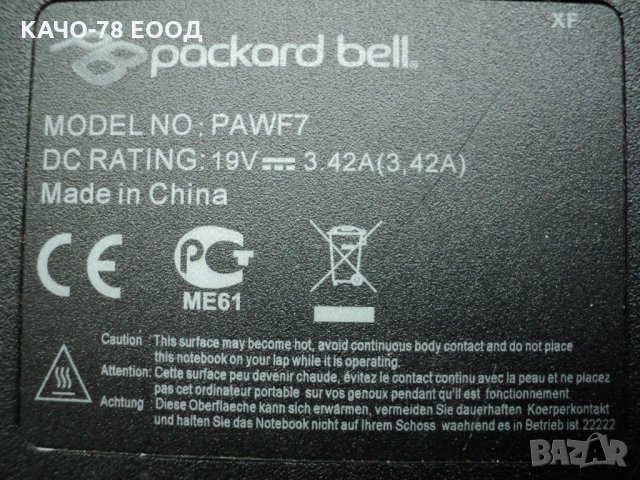 КАЧО-78 ЕООД
XF
packard bell
MODEL NO: PAWF7
DC RATING: 19V 3.42A(3,42A)
Made in China
CE
PG
ME61
Caution : This surface may become hot, avoid continuous body contact and do not place
this notebook on your lap while it is operating.
Attention: Cette surface peu devenir chaude, évitez le contact continu avec la peau et ne placez
pas cet ordinateur portable sur vos genoux pendant qu'il est fonctionnement.
Achtung : Diese Oberflaeche kann sich erwärmen, vermeiden Sie dauerhaften Koerperkontakt
und halten Sie das Notebook nicht auf Ihrem Schoss waehrend es in Betrieb ist.22222
BAZÁR